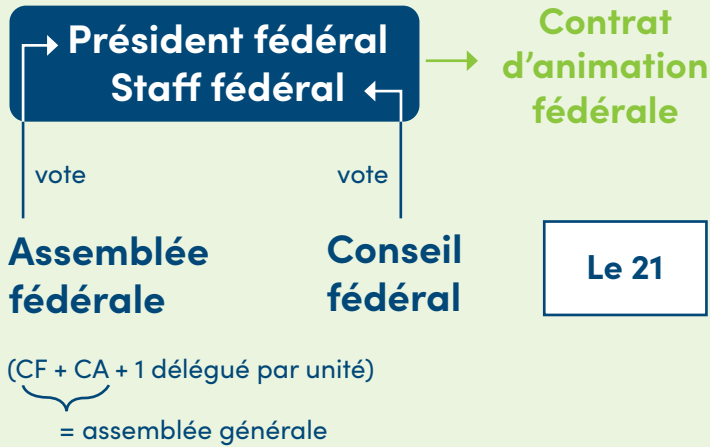 Président fédéral
Staff fédéral
Contrat
d’animation
fédérale
vote
vote
Assemblée
fédérale
Conseil
fédéral
Le 21
(CF + CA + 1 délégué par unité)
= assemblée générale